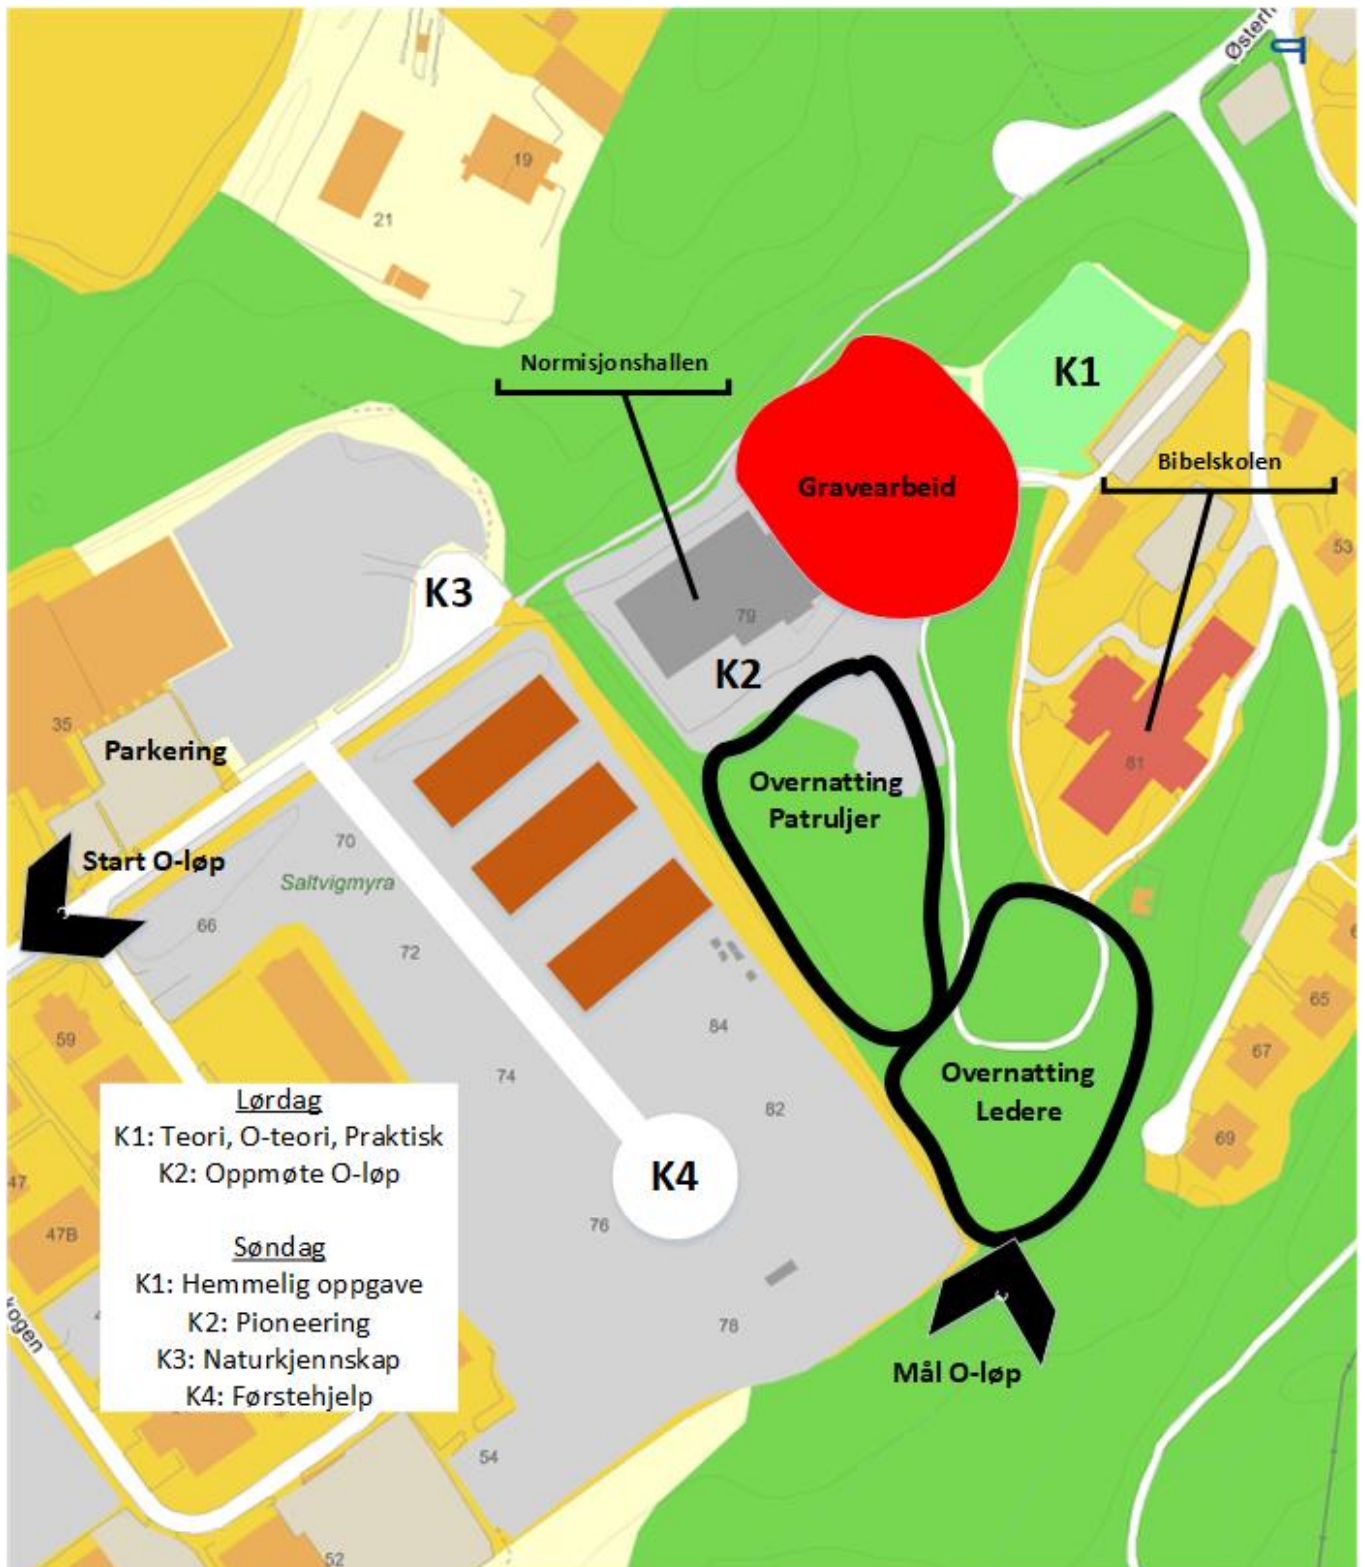 Østerh
19
21
Normisjonshallen
K1
Gravearbeid
Bibelskolen
53
K3
79
K2
35
Parkering
81
Overnatting
Patruljer
70
Start O-løp
Saltvigmyra
66
72
65
84
59
67
74
Overnatting
Ledere
82
69
K4
47
76
47B
78
Lørdag
K1: Teori, O-teori, Praktisk
K2: Oppmøte O-løp
Søndag
K1: Hemmelig oppgave
K2: Pioneering
K3: Naturkjennskap
K4: Førstehjelp
Mål O-løp
kogen
54
52